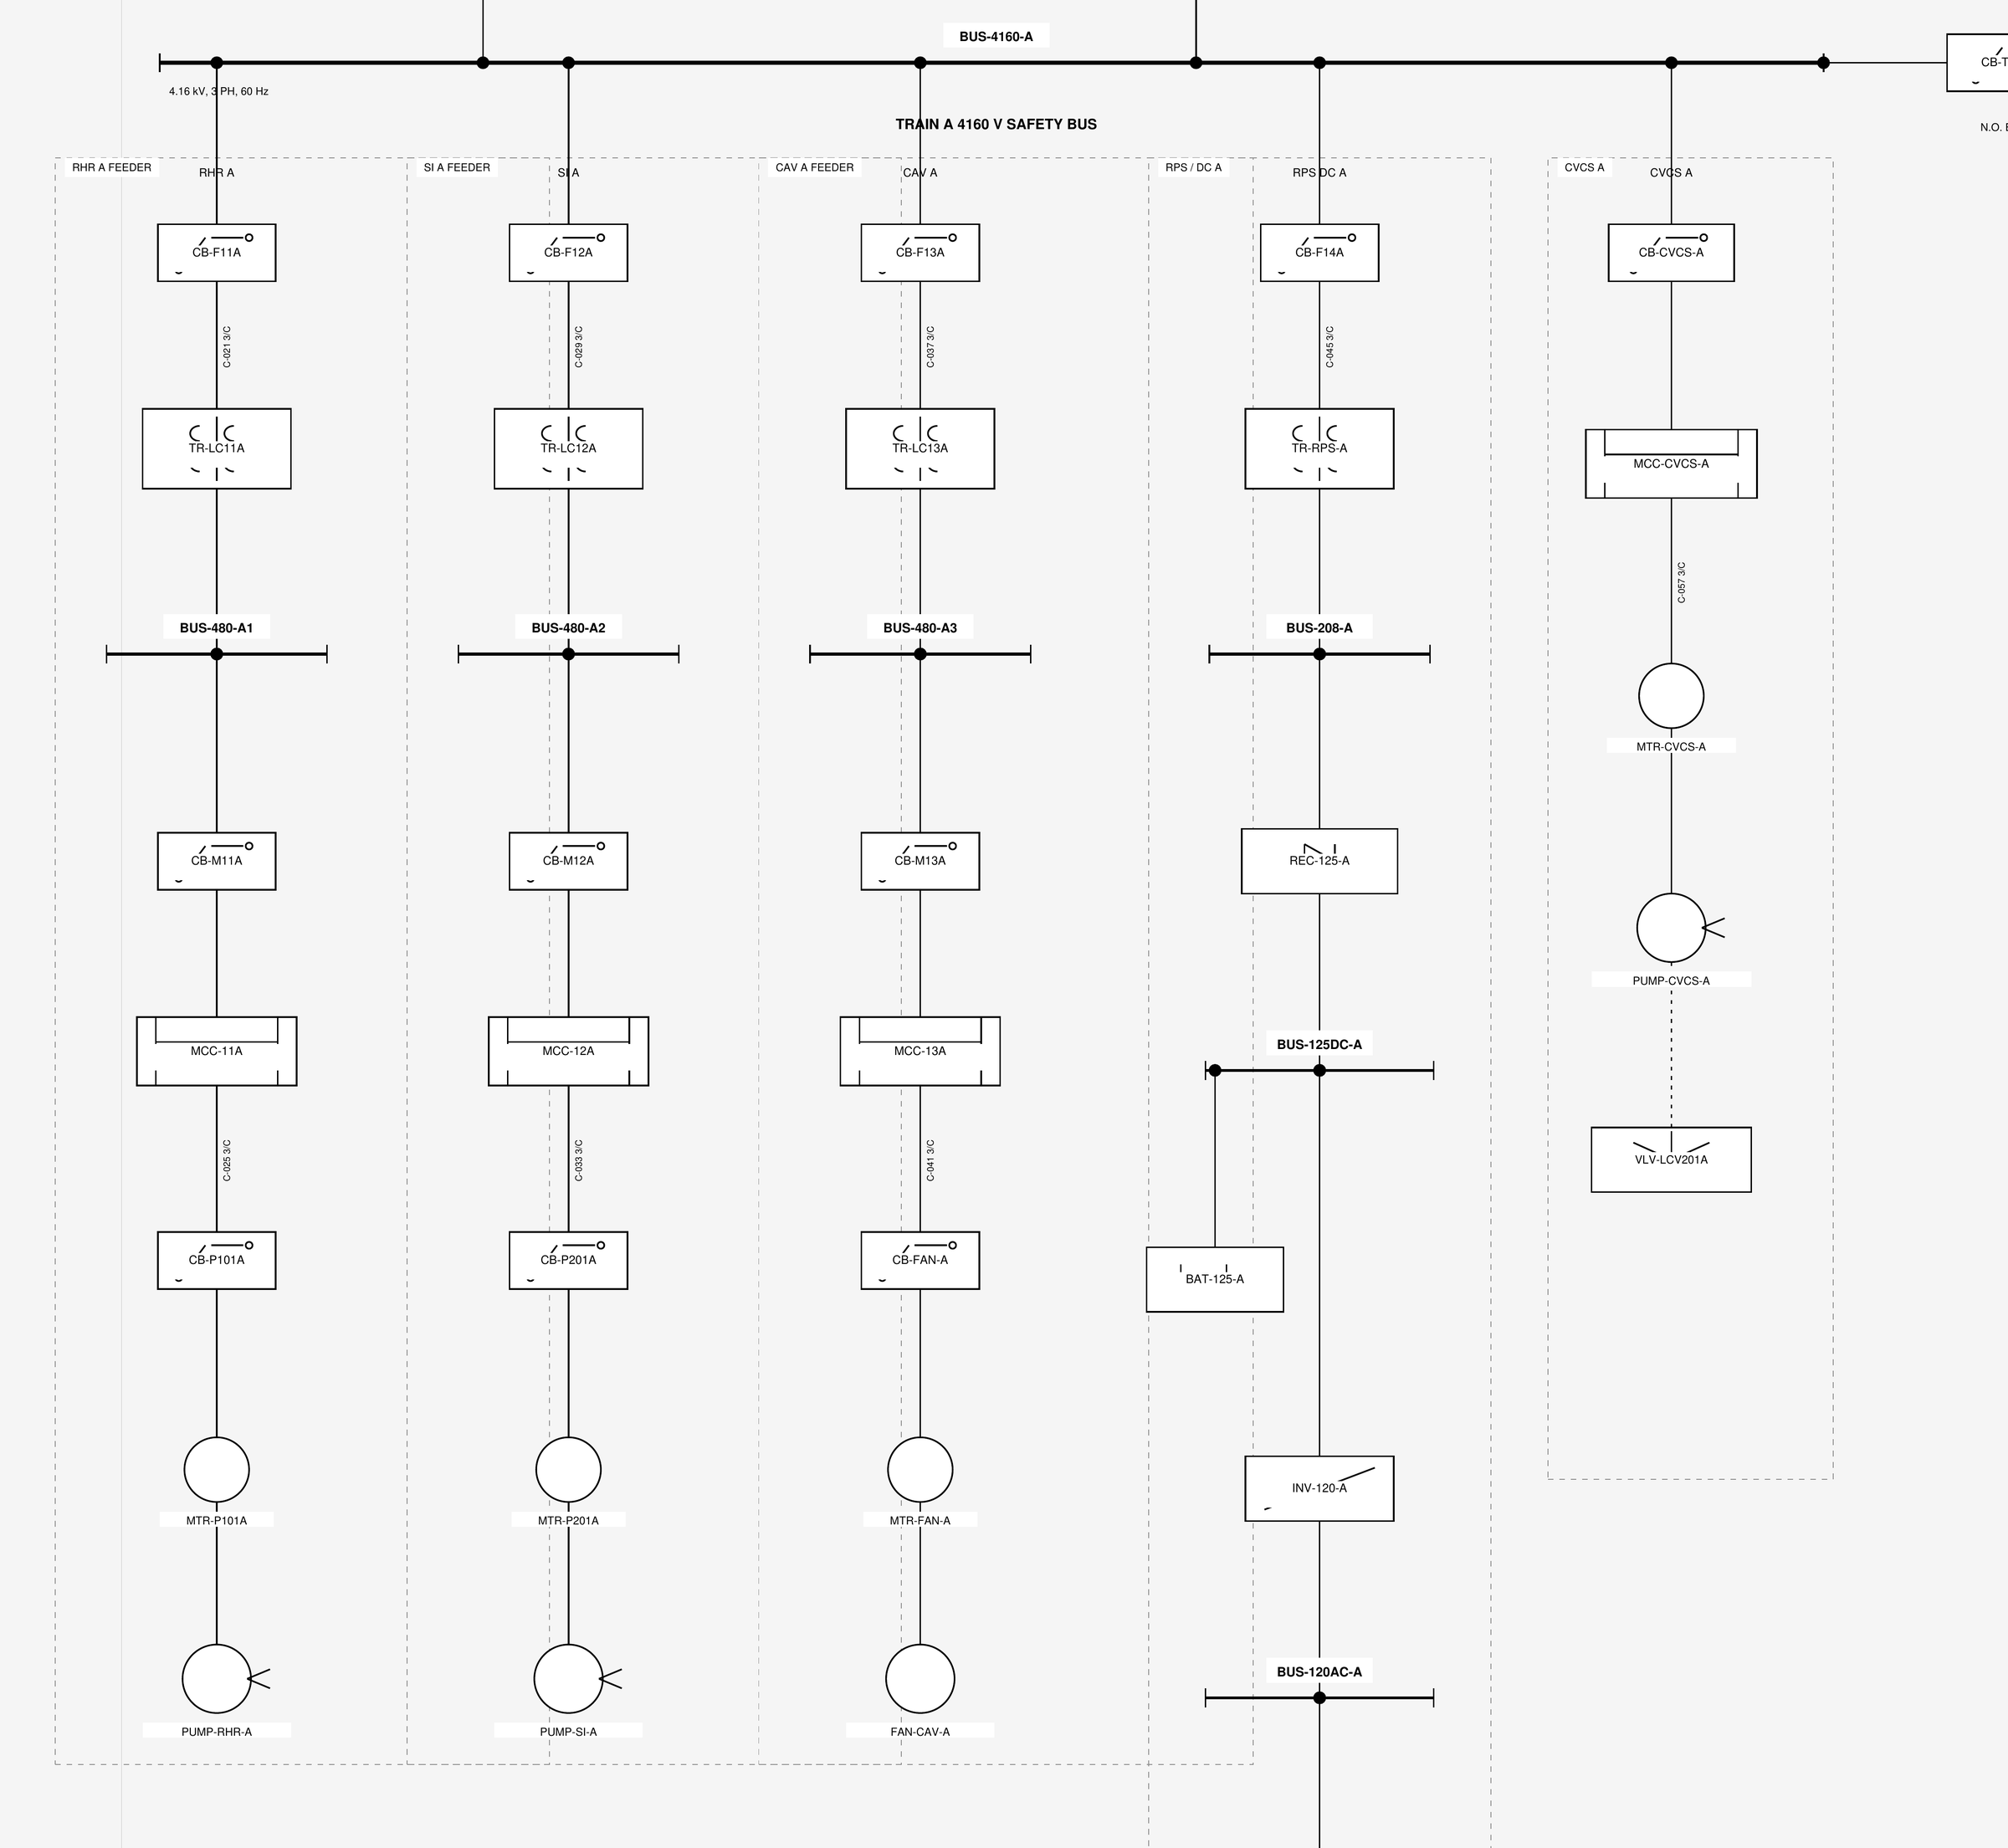 BUS-4160-A
CB-T
4.16 kV, 3 PH, 60 Hz
TRAIN A 4160 V SAFETY BUS
N.O. B
RHR A FEEDER
RHR A
SI A FEEDER
SI A
CAV A FEEDER
CAV A
RPS / DC A
RPS DC A
CVCS A
CVCS A
CB-F11A
CB-F12A
CB-F13A
CB-F14A
CB-CVCS-A
C-021 3/C
C-029 3/C
C-037 3/C
C-045 3/C
TR-LC11A
TR-LC12A
TR-LC13A
TR-RPS-A
MCC-CVCS-A
C-057 3/C
BUS-480-A1
BUS-480-A2
BUS-480-A3
BUS-208-A
MTR-CVCS-A
CB-M11A
CB-M12A
CB-M13A
REC-125-A
PUMP-CVCS-A
MCC-11A
MCC-12A
MCC-13A
BUS-125DC-A
C-025 3/C
C-033 3/C
C-041 3/C
VLV-LCV201A
CB-P101A
CB-P201A
CB-FAN-A
BAT-125-A
INV-120-A
MTR-P101A
MTR-P201A
MTR-FAN-A
BUS-120AC-A
PUMP-RHR-A
PUMP-SI-A
FAN-CAV-A